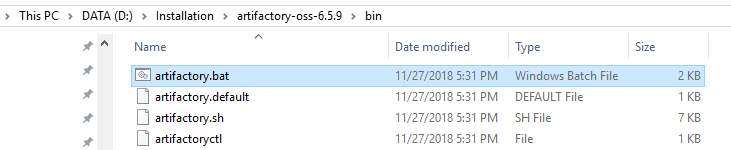 This PC > DATA (D:) > Installation > artifactory-oss-6.5.9 > bin
Name Date modified Type Size
artifactory.bat 11/27/2018 5:31 PM Windows Batch File 2 KB
artifactory.default 11/27/2018 5:31 PM DEFAULT File 1 KB
artifactory.sh 11/27/2018 5:31 PM SH File 7 KB
artifactoryctl 11/27/2018 5:31 PM File 1 KB